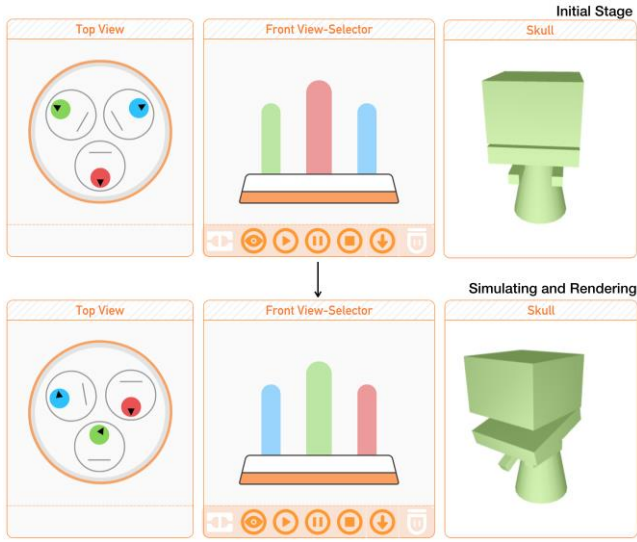 Initial Stage
Top View
Front View-Selector
Skull
Simulating and Rendering
Top View
Front View-Selector
Skull